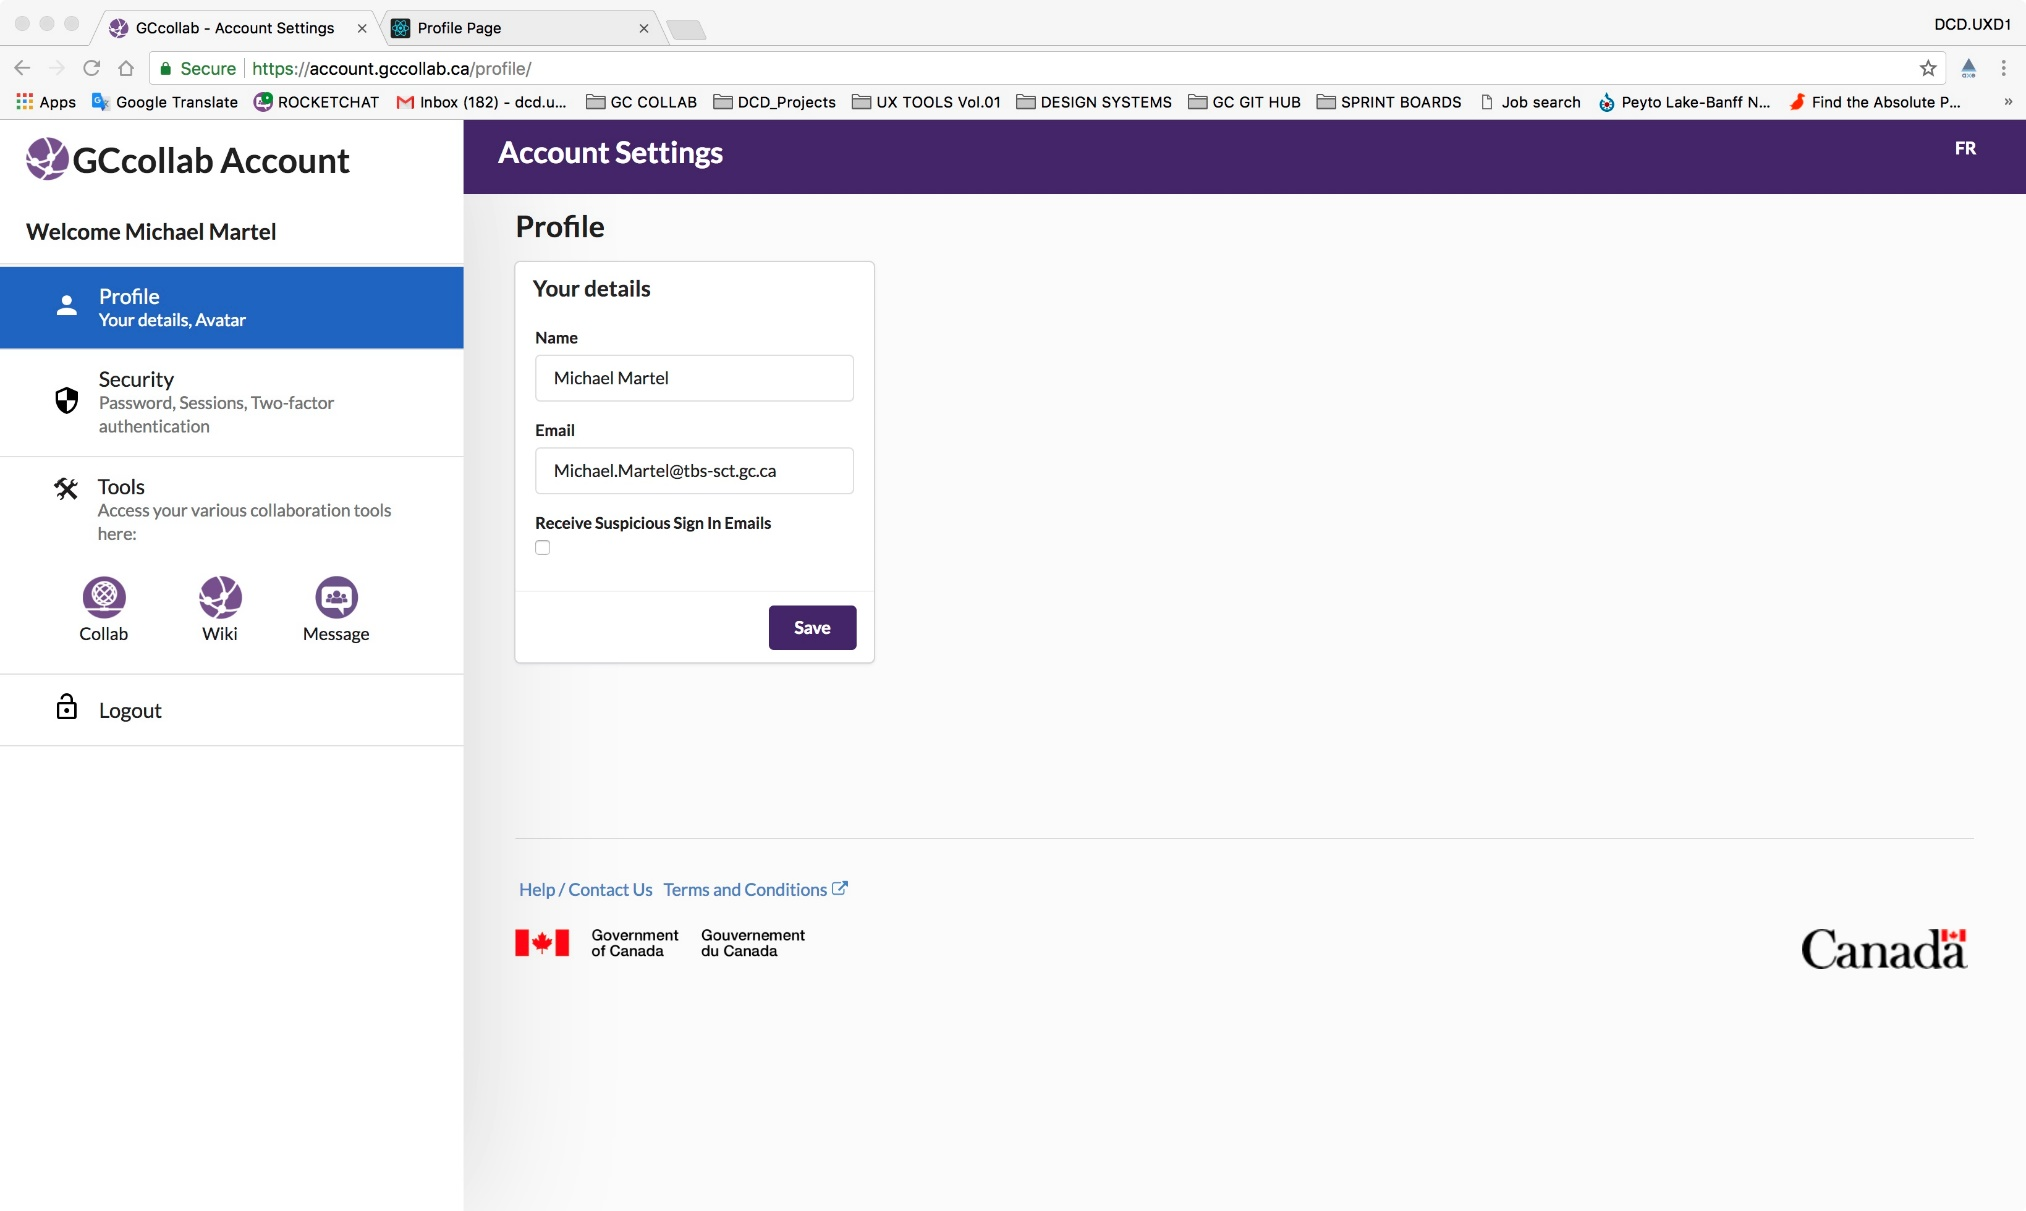 GCcollab - Account Settings
Profile Page
DCD.UXD1
Secure
https://account.gccollab.ca/profile/
Apps
Google Translate
ROCKETCHAT
Inbox (182) - dcd.u...
GC COLLAB
DCD_Projects
UX TOOLS Vol.01
DESIGN SYSTEMS
GC GIT HUB
SPRINT BOARDS
Job search
Peyto Lake-Banff N...
Find the Absolute P...
»
GCcollab Account
Welcome Michael Martel
Profile
Your details, Avatar
Security
Password, Sessions, Two-factor
authentication
Tools
Access your various collaboration tools
here:
Collab
Wiki
Message
Logout
Account Settings
FR
Profile
Your details
Name
Michael Martel
Email
Michael.Martel@tbs-sct.gc.ca
Receive Suspicious Sign In Emails
Save
Help / Contact Us
Terms and Conditions
Government
of Canada
Gouvernement
du Canada
Canada